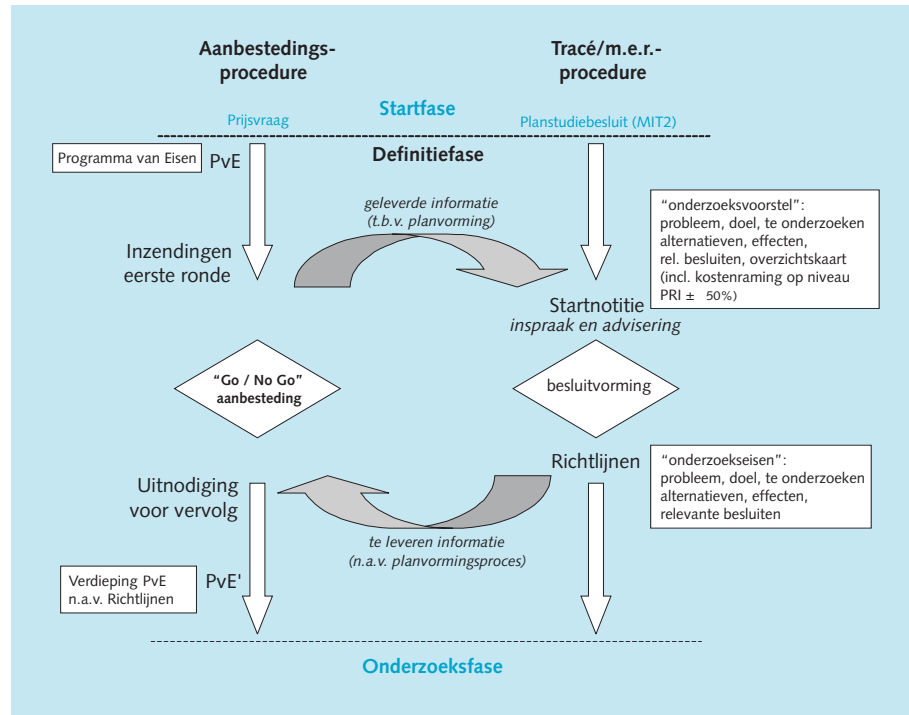 Aanbestedings-
procedure
Tracé/m.e.r.-
procedure
Startfase
Prijsvraag
Planstudiebesluit (MIT2)
Definitiefase
Programma van Eisen
PvE
geleverde informatie
(t.b.v. planvorming)
"onderzoeksvoorstel":
probleem, doel, te onderzoeken
alternatieven, effecten,
rel. besluiten, overzichtskaart
(incl. kostenraming op niveau
PRI ± 50%)
Inzendingen
eerste ronde
Startnotitie
inspraak en advisering
"Go / No Go"
aanbesteding
besluitvorming
Richtlijnen
"onderzoekseisen":
probleem, doel, te onderzoeken
alternatieven, effecten,
relevante besluiten
Uitnodiging
voor vervolg
te leveren informatie
(n.a.v. planvormingsproces)
Verdieping PvE
n.a.v. Richtlijnen
PvE'
Onderzoeksfase